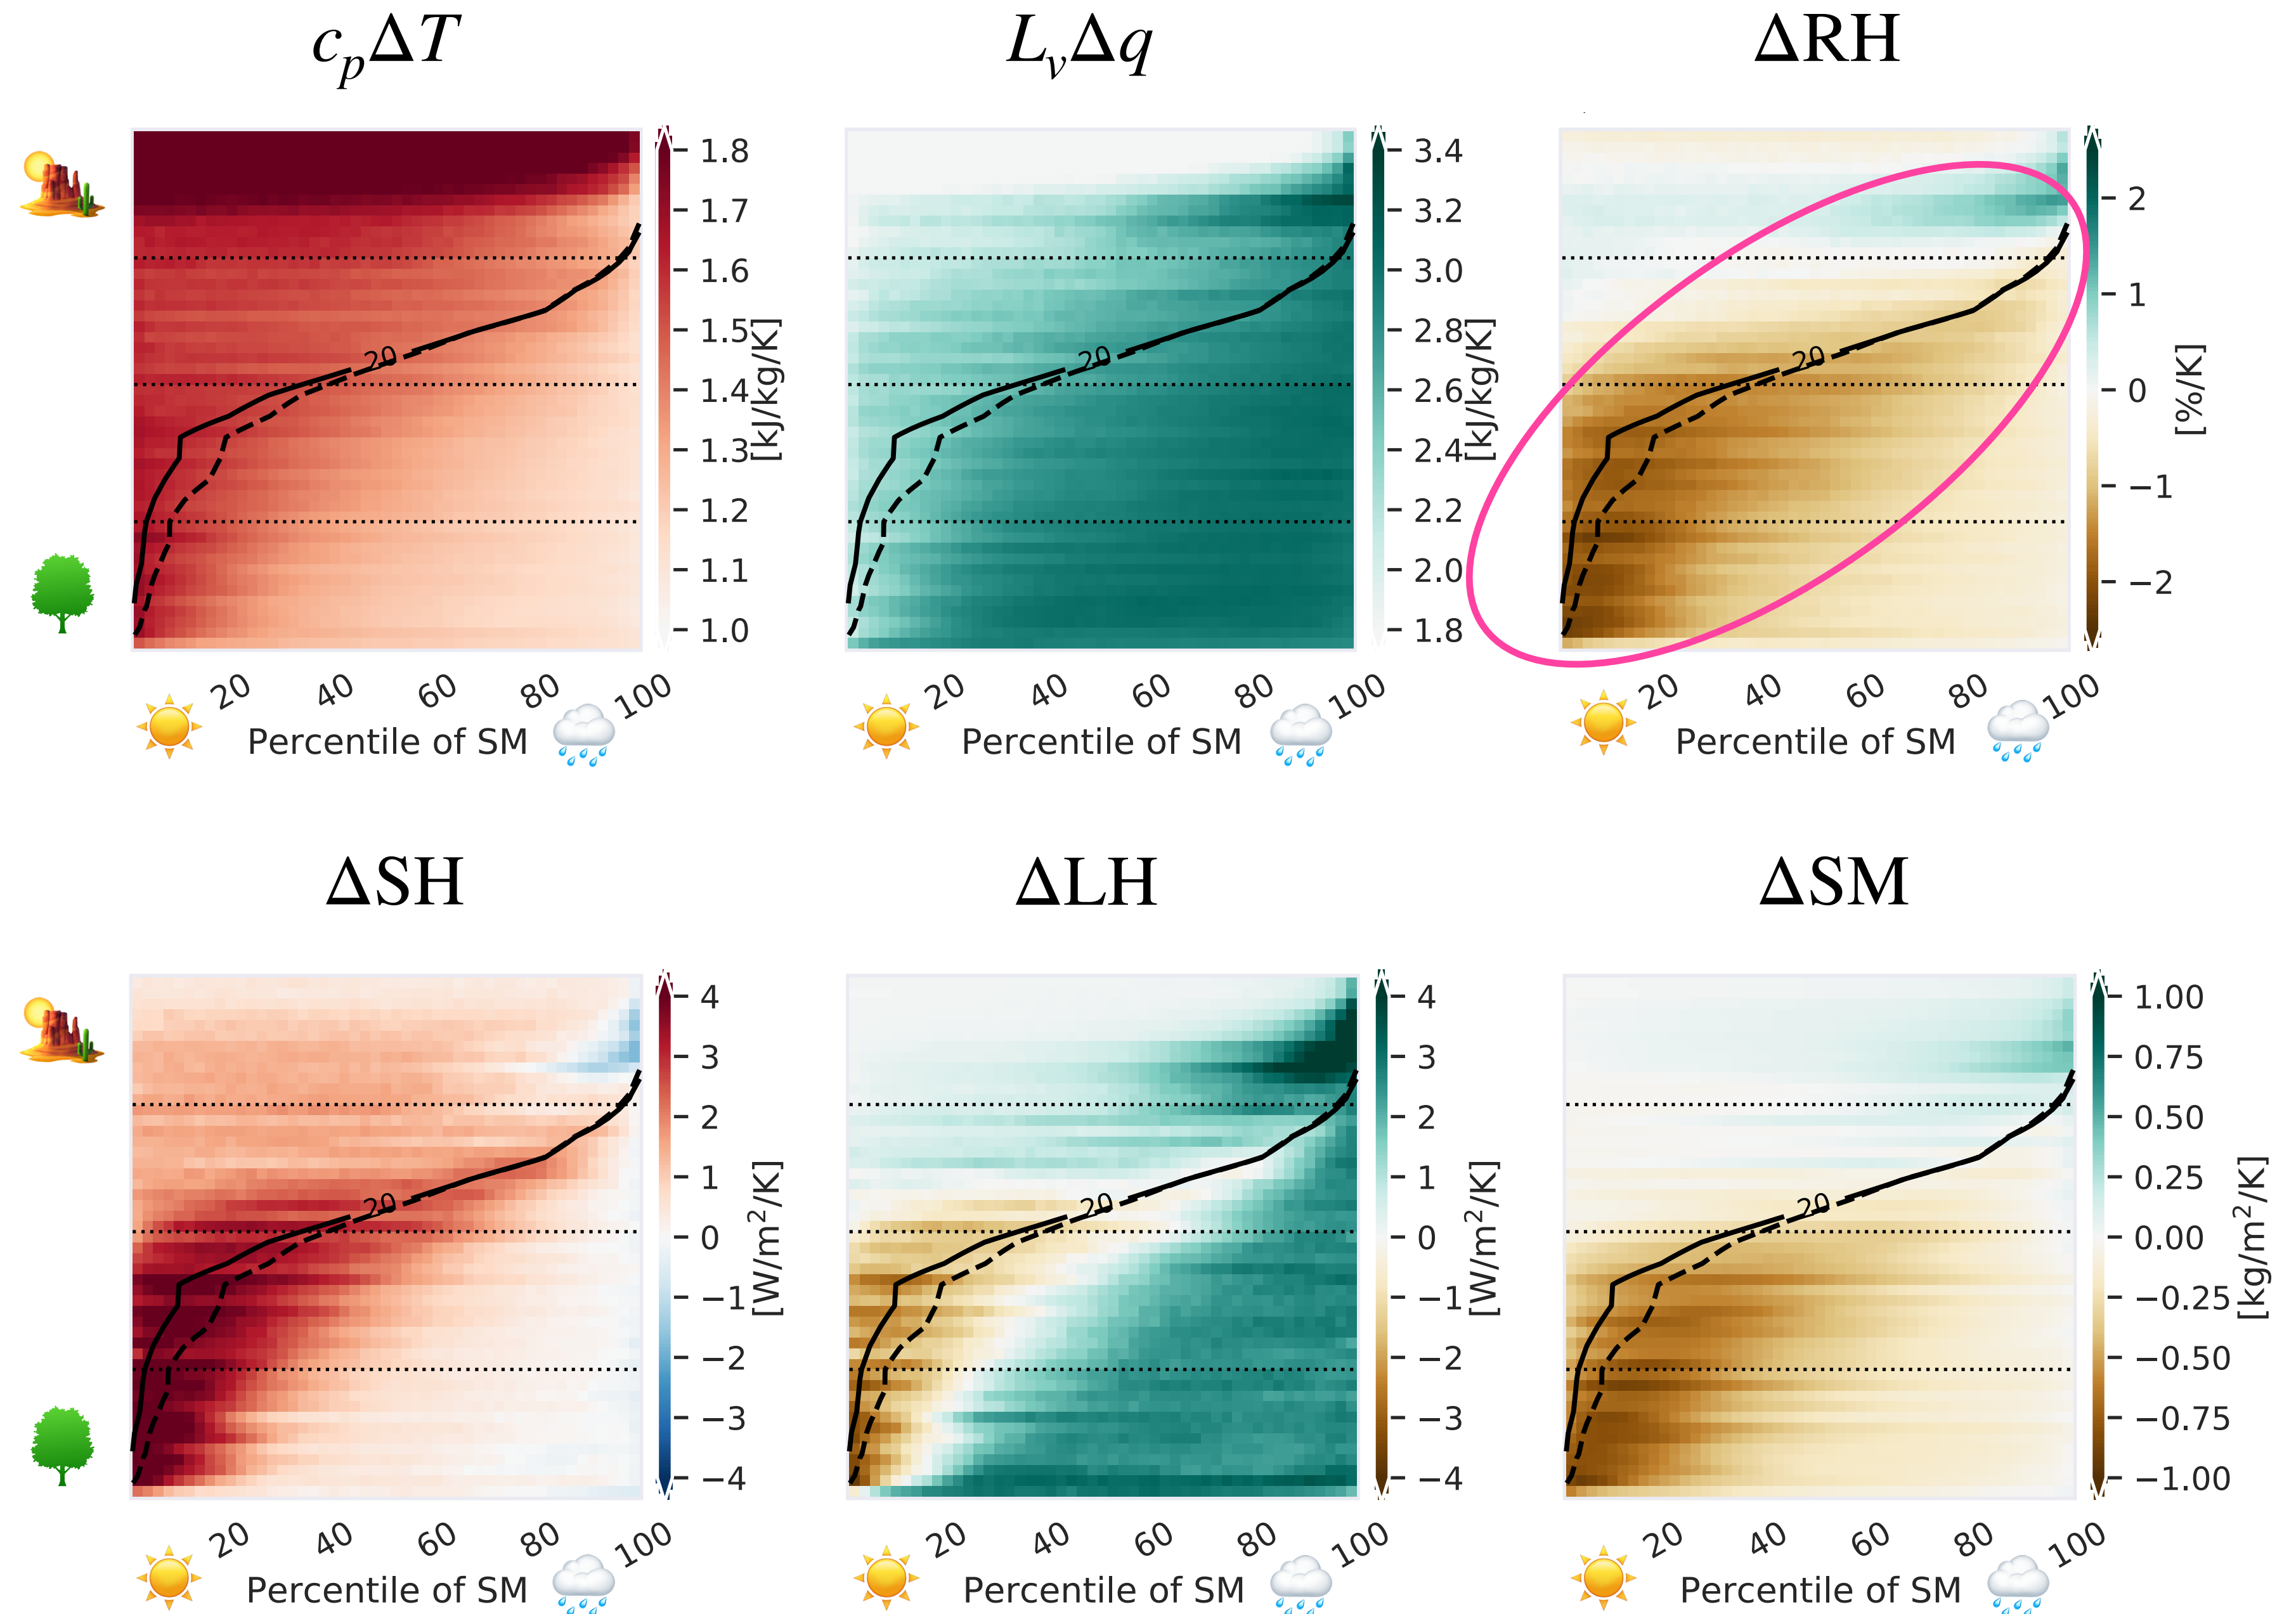 c_pΔT
1.8
1.7
1.6
1.5
1.4
1.3
1.2
1.1
1.0
[kJ/kg/K]
20
20 40 60 80 100
Percentile of SM
L_vΔq
3.4
3.2
3.0
2.8
2.6
2.4
2.2
2.0
1.8
[kJ/kg/K]
20
20 40 60 80 100
Percentile of SM
ΔRH
2
1
0
−1
−2
[%/K]
20
20 40 60 80 100
Percentile of SM
ΔSH
4
3
2
1
0
−1
−2
−3
−4
[W/m²/K]
20
20 40 60 80 100
Percentile of SM
ΔLH
4
3
2
1
0
−1
−2
−3
−4
[W/m²/K]
20
20 40 60 80 100
Percentile of SM
ΔSM
1.00
0.75
0.50
0.25
0.00
−0.25
−0.50
−0.75
−1.00
[kg/m²/K]
20
20 40 60 80 100
Percentile of SM